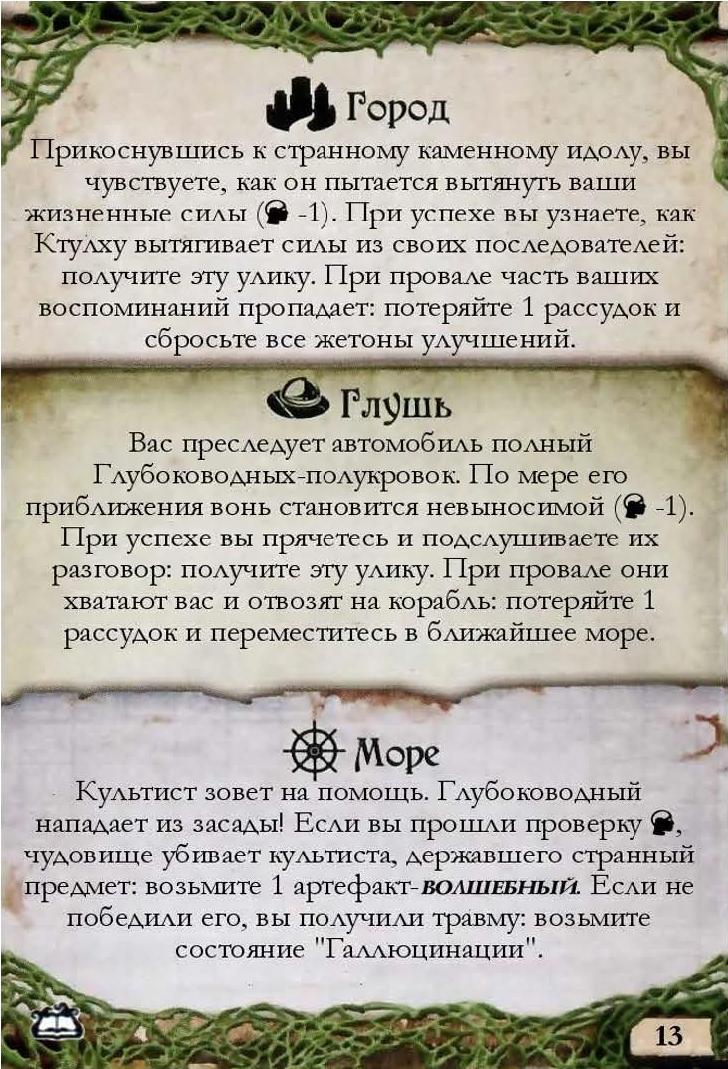 Город
Прикоснувшись к странному каменному идолу, вы
чувствуете, как он пытается вытянуть ваши
жизненные силы ( -1). При успехе вы узнаете, как
Ктулху вытягивает силы из своих последователей:
получите эту улику. При провале часть ваших
воспоминаний пропадает: потеряйте 1 рассудок и
сбросьте все жетоны улучшений.
Глушь
Вас преследует автомобиль полный
Глубоководных-полукровок. По мере его
приближения вонь становится невыносимой ( -1).
При успехе вы прячетесь и подслушиваете их
разговор: получите эту улику. При провале они
хватают вас и отвозят на корабль: потеряйте 1
рассудок и переместитесь в ближайшее море.
Море
Культист зовет на помощь. Глубоководный
нападает из засады! Если вы прошли проверку ,
чудовище убивает культиста, державшего странный
предмет: возьмите 1 артефакт-ВОЛШЕБНЫЙ. Если не
победили его, вы получили травму: возьмите
состояние "Галлюцинации".
13